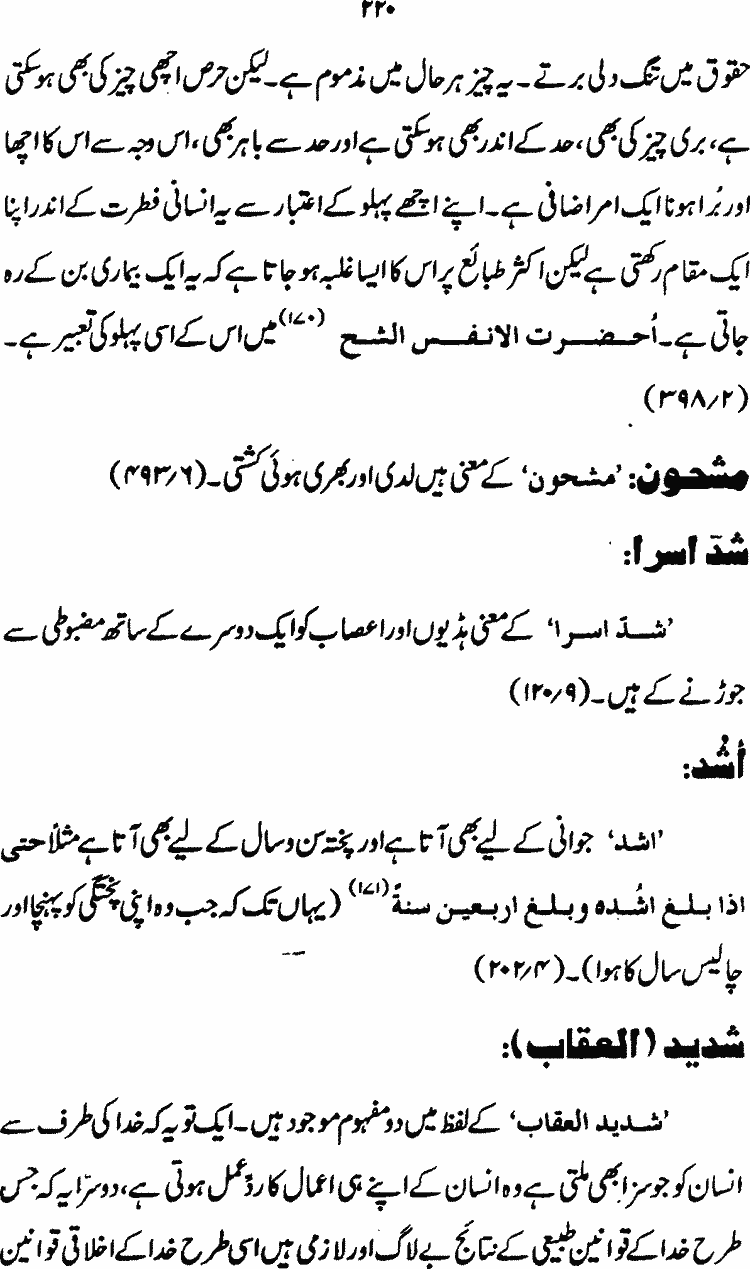 ۲۲۰
حقوق میں تنگ دلی برتے۔ یہ چیز ہر حال میں مذموم ہے۔ لیکن حرص اچھی چیز کی بھی ہو سکتی
ہے، بری چیز کی بھی، حد کے اندر بھی ہو سکتی ہے اور حد سے باہر بھی، اس وجہ سے اس کا اچھا
اور بُرا ہونا ایک امر اضافی ہے۔ اپنے اچھے پہلو کے اعتبار سے یہ انسانی فطرت کے اندر اپنا
ایک مقام رکھتی ہے لیکن اکثر طبائع پر اس کا ایسا غلبہ ہو جاتا ہے کہ یہ ایک بیماری بن کے رہ
جاتی ہے۔ اُحضرت الانفس الشح (۱۷۰) میں اس کے اسی پہلو کی تعبیر ہے۔
(۳۹۸/۲)
مشحون: ’مشحون‘ کے معنی ہیں لدی اور بھری ہوئی کشتی۔ (۴۹۳/۶)
شدّ اسرا:
’شدّ اسرا‘ کے معنی ہڈیوں اور اعصاب کو ایک دوسرے کے ساتھ مضبوطی سے
جوڑنے کے ہیں۔ (۱۲۰/۹)
أشُد:
’اشد‘ جوانی کے لیے بھی آتا ہے اور پختہ سن و سال کے لیے بھی آتا ہے مثلاً حتی
اذا بلغ اشُدہ وبلغ اربعین سنةً (۱۷۱) (یہاں تک کہ جب وہ اپنی پختگی کو پہنچا اور
چالیس سال کا ہوا)۔ (۲۰۲/۴)
شدید (العقاب):
’شدید العقاب‘ کے لفظ میں دو مفہوم موجود ہیں۔ ایک تو یہ کہ خدا کی طرف سے
انسان کو جو سزا بھی ملتی ہے وہ انسان کے اپنے ہی اعمال کا ردِّعمل ہوتی ہے، دوسرا یہ کہ جس
طرح خدا کے قوانین طبیعی کے نتائج بے لاگ اور لازمی ہیں اسی طرح خدا کے اخلاقی قوانین